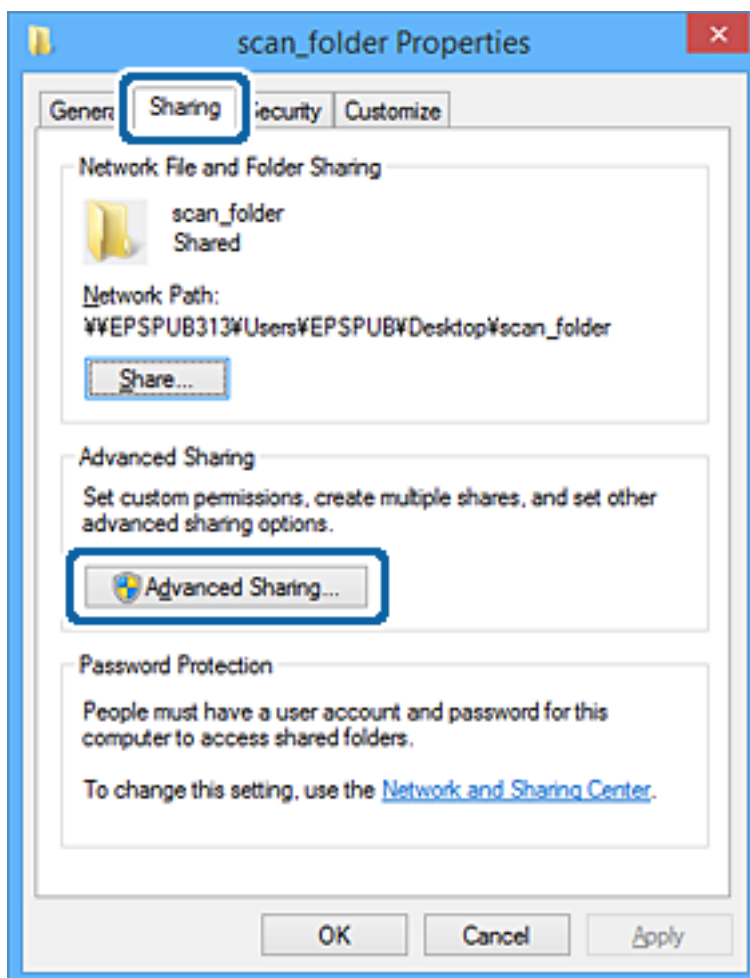 scan_folder Properties
Sharing
Customize
Network File and Folder Sharing
scan_folder
Shared
Network Path:
¥¥EPSPUB313¥Users¥EPSPUB¥Desktop¥scan_folder
Share...
Advanced Sharing
Set custom permissions, create multiple shares, and set other
advanced sharing options.
Advanced Sharing...
Password Protection
People must have a user account and password for this
computer to access shared folders.
To change this setting, use the Network and Sharing Center.
OK Cancel Apply